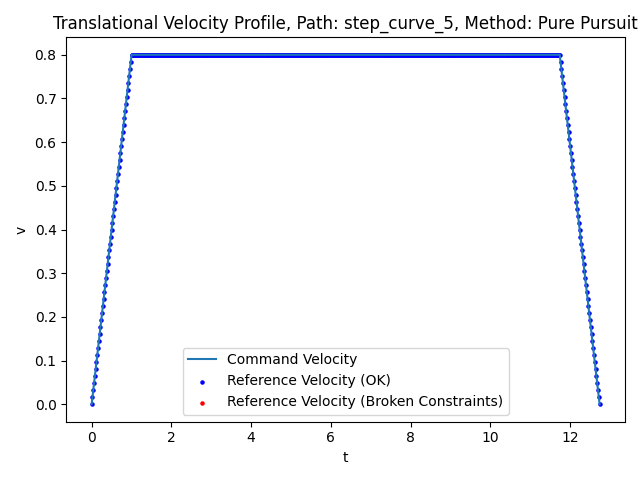 Translational Velocity Profile, Path: step_curve_5, Method: Pure Pursuit
0.8
0.7
0.6
0.5
0.4
0.3
0.2
0.1
0.0
v
Command Velocity
Reference Velocity (OK)
Reference Velocity (Broken Constraints)
0 2 4 6 8 10 12
t